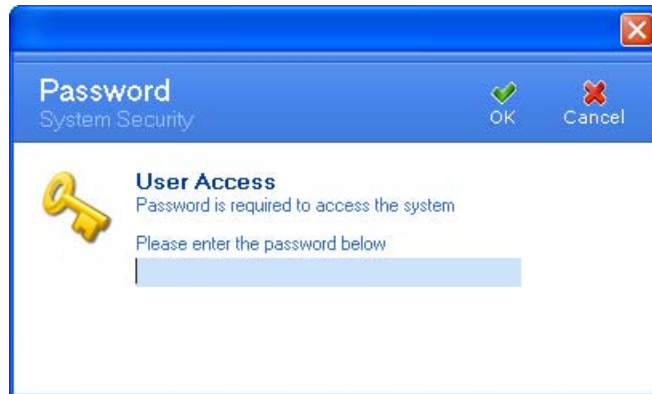 Password
System Security
OK
Cancel
User Access
Password is required to access the system
Please enter the password below